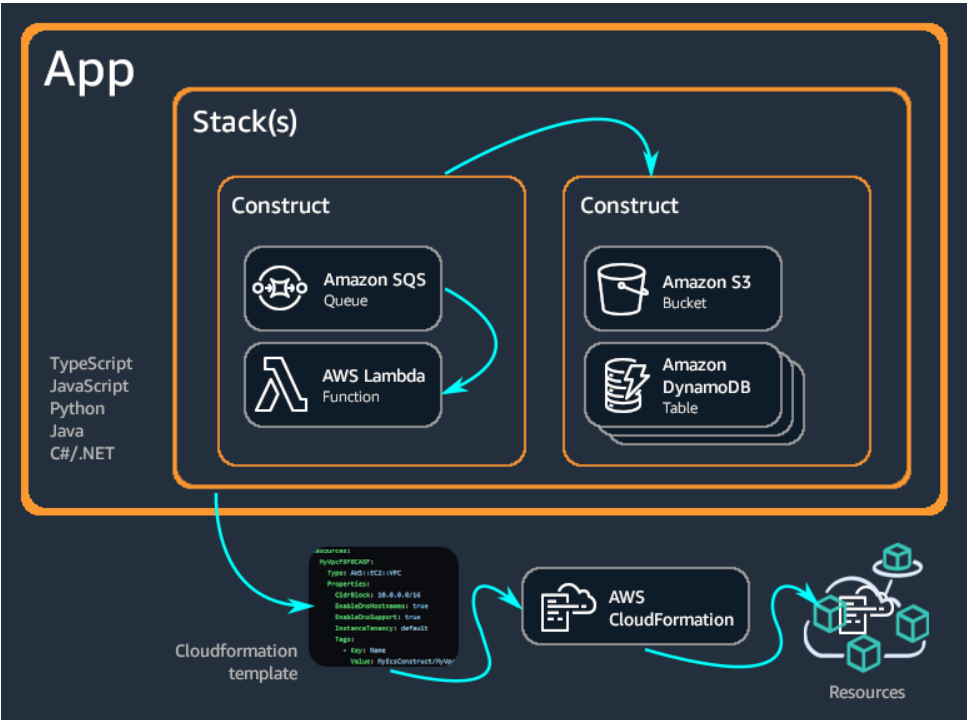 App
Stack(s)
Construct
Amazon SQS
Queue
AWS Lambda
Function
Construct
Amazon S3
Bucket
Amazon
DynamoDB
Table
TypeScript
JavaScript
Python
Java
C#/.NET
Cloudformation
template
esources:
MyVpcF9F0CA6F:
Type: AWS::EC2::VPC
Properties:
CidrBlock: 10.0.0.0/16
EnableDnsHostnames: true
EnableDnsSupport: true
InstanceTenancy: default
Tags:
- Key: Name
Value: MyEcsConstruct/MyVpc
AWS
CloudFormation
Resources